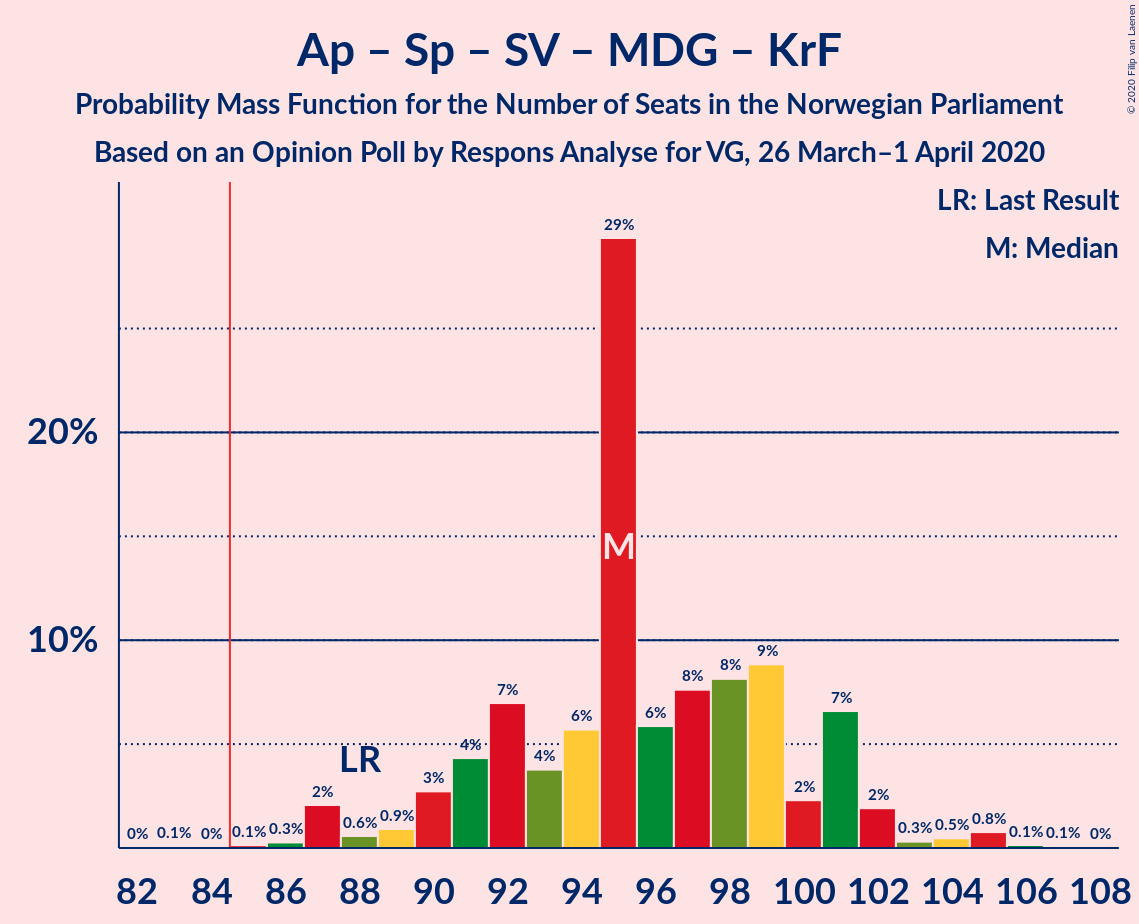 © 2020 Filip van Laenen
Ap – Sp – SV – MDG – KrF
Probability Mass Function for the Number of Seats in the Norwegian Parliament
Based on an Opinion Poll by Respons Analyse for VG, 26 March–1 April 2020
LR: Last Result
M: Median
20%
10%
0% 0.1% 0% 0.1% 0.3% 2% 0.6% 0.9% 3% 4% 7% 4% 6% 29% 6% 8% 8% 9% 2% 7% 2% 0.3% 0.5% 0.8% 0.1% 0.1% 0%
LR
M
82 84 86 88 90 92 94 96 98 100 102 104 106 108